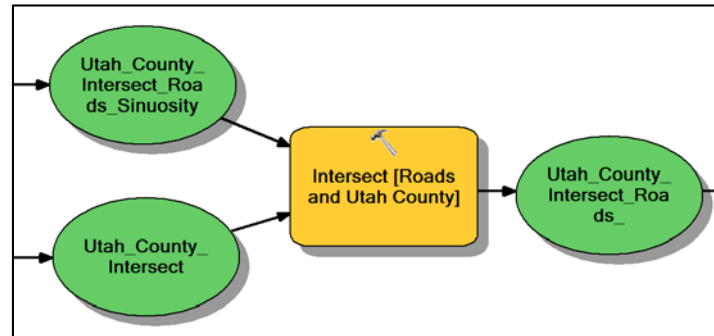 Utah_County_
Intersect_Roa
ds_Sinuosity
Intersect [Roads
and Utah County]
Utah_County_
Intersect_Roa
ds_
Utah_County_
Intersect